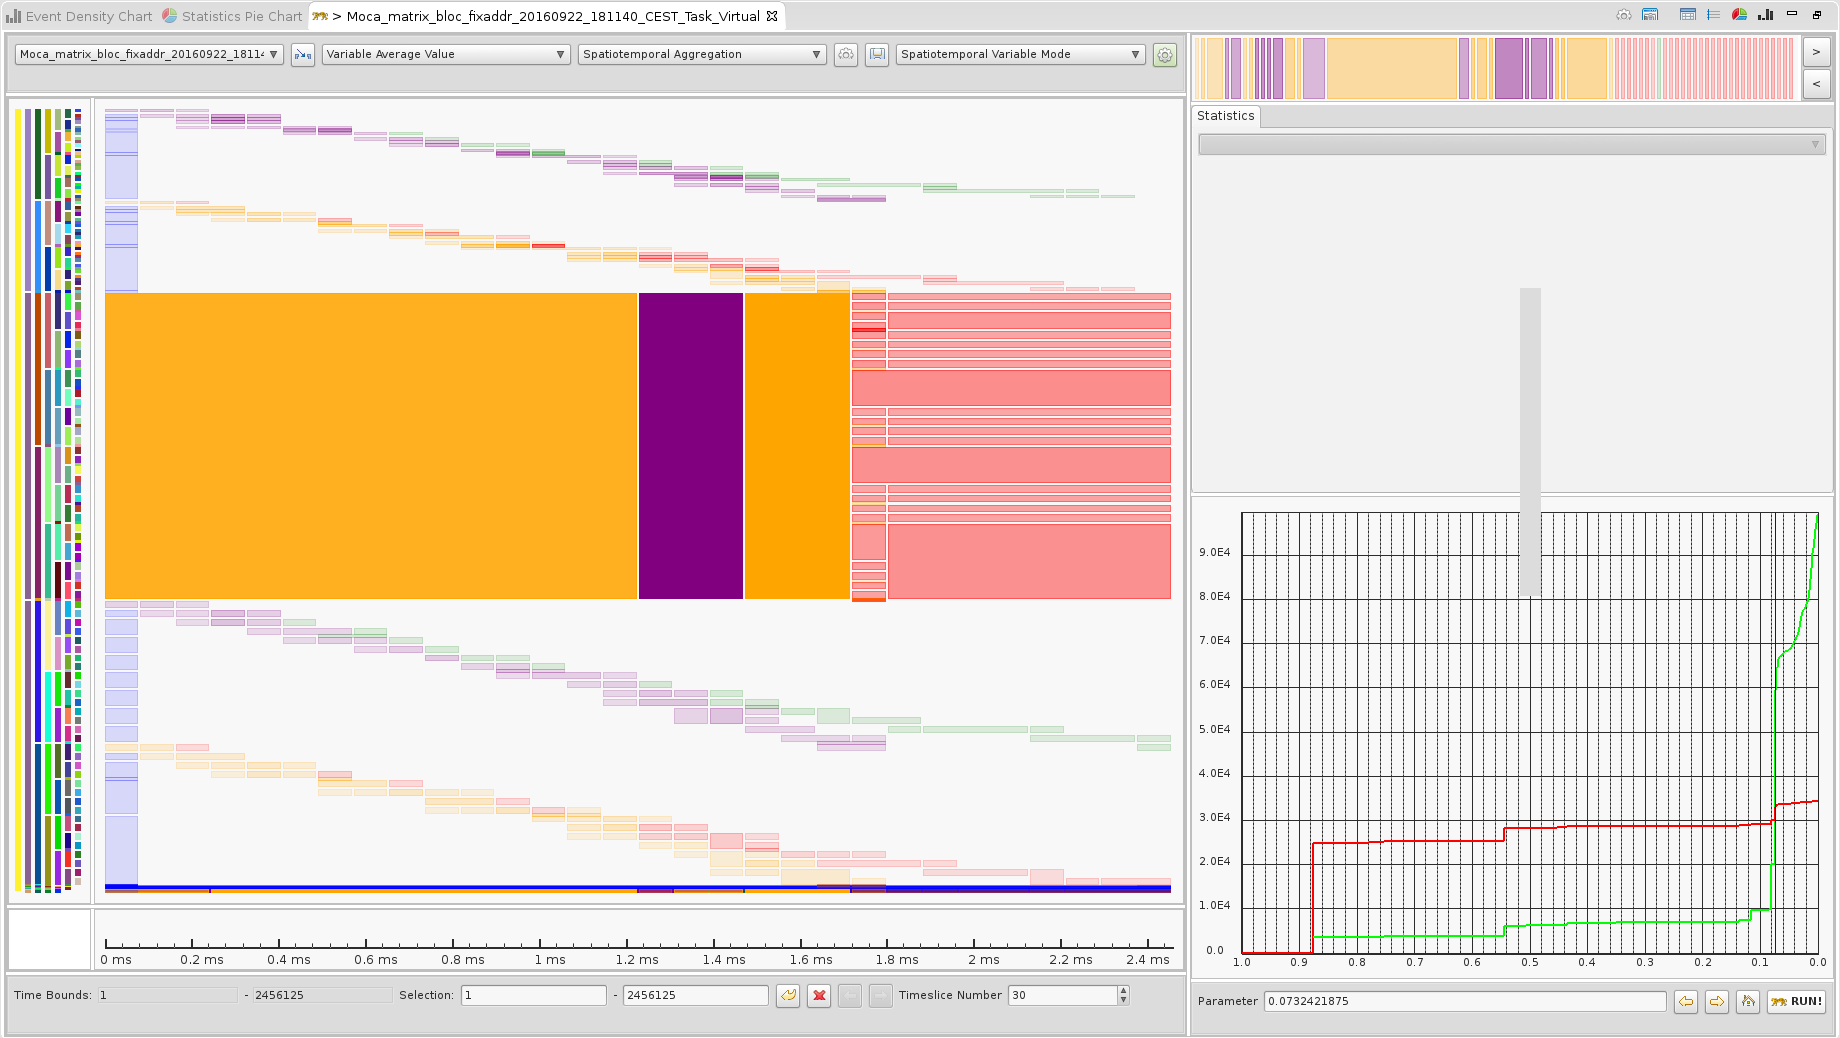 Event Density Chart Statistics Pie Chart > Moca_matrix_bloc_fixaddr_20160922_181140_CEST_Task_Virtual
Moca_matrix_bloc_fixaddr_20160922_1811 Variable Average Value Spatiotemporal Aggregation Spatiotemporal Variable Mode
>
<
Statistics
9.0E4
8.0E4
7.0E4
6.0E4
5.0E4
4.0E4
3.0E4
2.0E4
1.0E4
0.0
1.0 0.9 0.8 0.7 0.6 0.5 0.4 0.3 0.2 0.1 0.0
0 ms 0.2 ms 0.4 ms 0.6 ms 0.8 ms 1 ms 1.2 ms 1.4 ms 1.6 ms 1.8 ms 2 ms 2.2 ms 2.4 ms
Time Bounds: 1 - 2456125 Selection: 1 - 2456125 Timeslice Number 30
Parameter 0.0732421875 RUN!